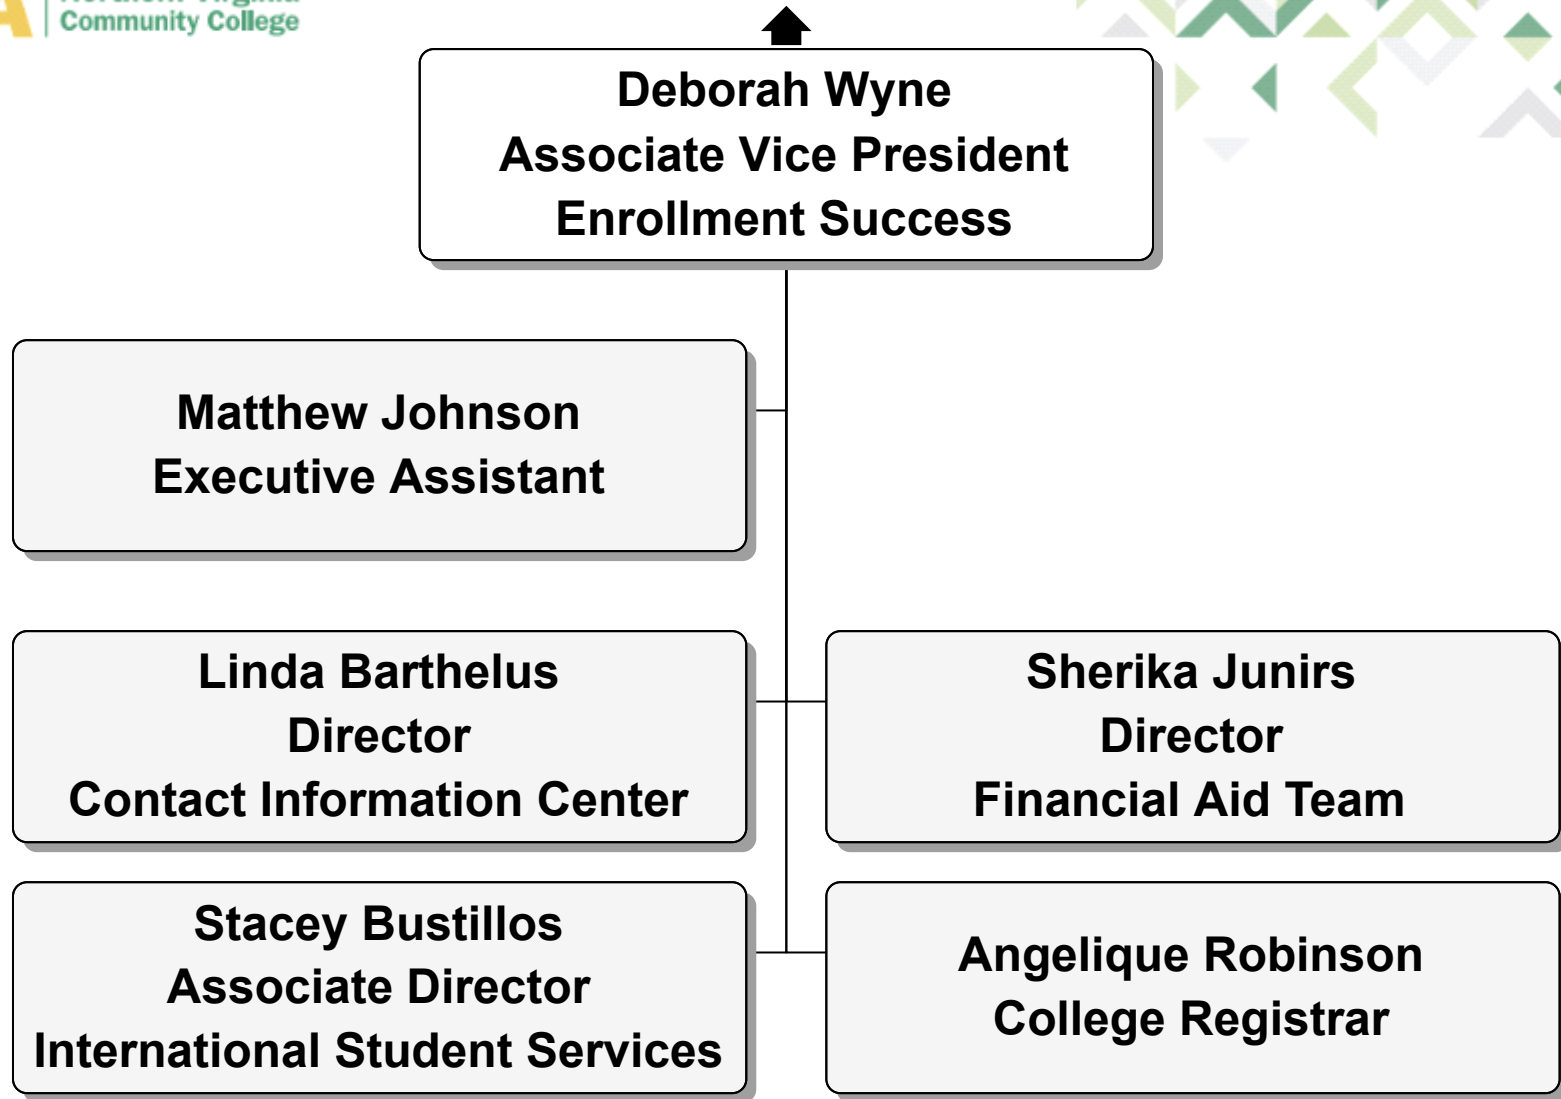 Community College
Deborah Wyne
Associate Vice President
Enrollment Success
Matthew Johnson
Executive Assistant
Linda Barthelus
Director
Contact Information Center
Sherika Junirs
Director
Financial Aid Team
Stacey Bustillos
Associate Director
International Student Services
Angelique Robinson
College Registrar